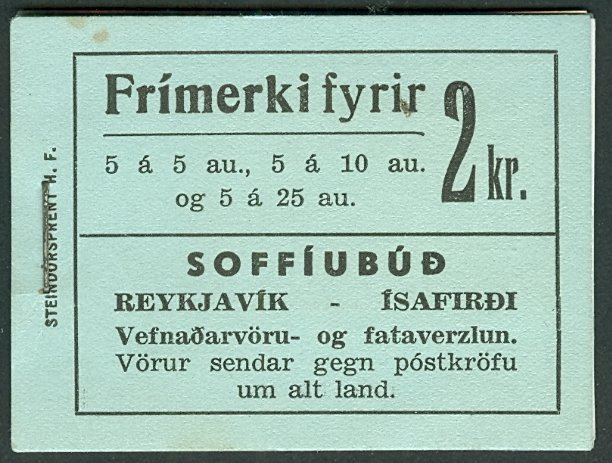 Frímerki fyrir
2 kr.
5 á 5 au., 5 á 10 au.
og 5 á 25 au.
SOFFÍUBÚÐ
REYKJAVÍK - ÍSAFIRÐI
Vefnaðarvöru- og fataverzlun.
Vörur sendar gegn póstkröfu
um alt land.
STEINDÓRSPRENT H. F.